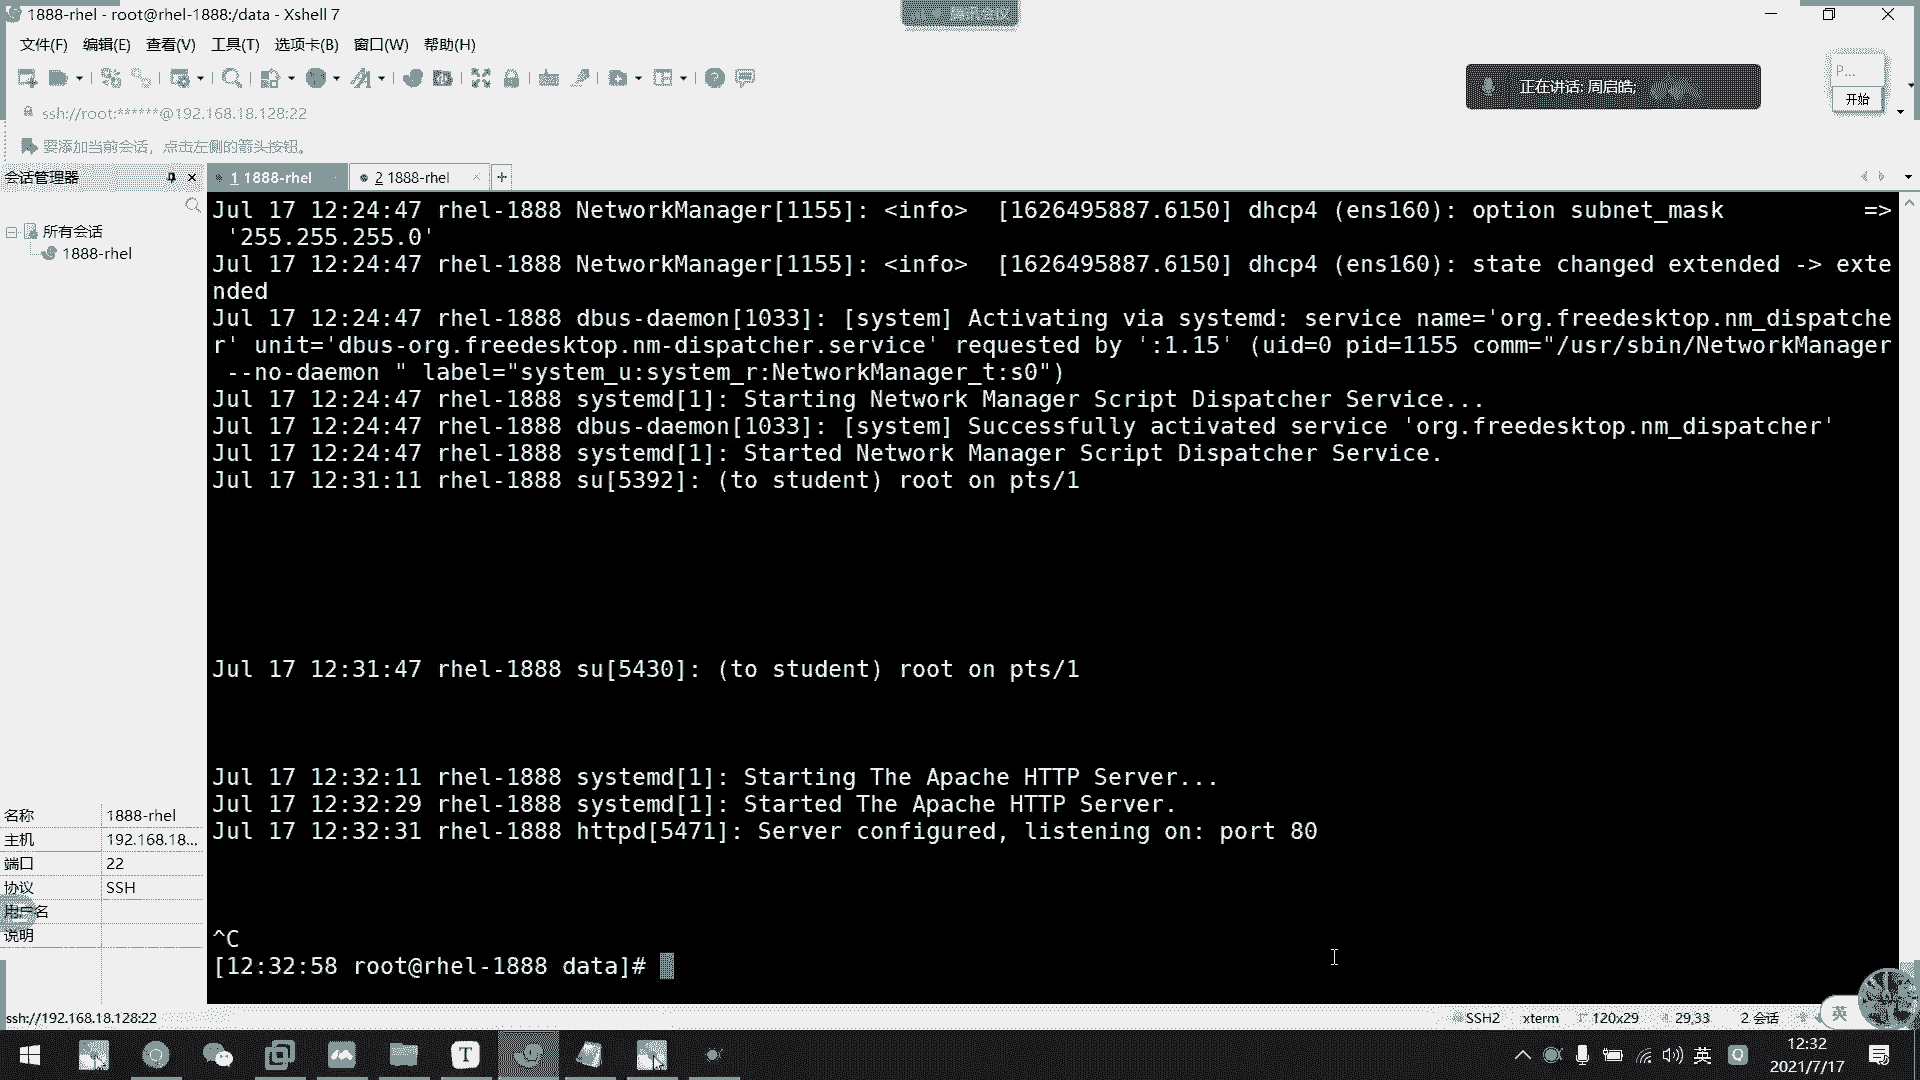 1888-rhel - root@rhel-1888:/data - Xshell 7
腾讯会议
文件(F) 编辑(E) 查看(V) 工具(T) 选项卡(B) 窗口(W) 帮助(H)
正在讲话: 周启皓;
P...
开始
ssh://root:******@192.168.18.128:22
要添加当前会话，点击左侧的箭头按钮。
会话管理器
1 1888-rhel
2 1888-rhel
所有会话
1888-rhel
Jul 17 12:24:47 rhel-1888 NetworkManager[1155]: <info>  [1626495887.6150] dhcp4 (ens160): option subnet_mask          =>
 '255.255.255.0'
Jul 17 12:24:47 rhel-1888 NetworkManager[1155]: <info>  [1626495887.6150] dhcp4 (ens160): state changed extended -> exte
nded
Jul 17 12:24:47 rhel-1888 dbus-daemon[1033]: [system] Activating via systemd: service name='org.freedesktop.nm_dispatche
r' unit='dbus-org.freedesktop.nm-dispatcher.service' requested by ':1.15' (uid=0 pid=1155 comm="/usr/sbin/NetworkManager
 --no-daemon " label="system_u:system_r:NetworkManager_t:s0")
Jul 17 12:24:47 rhel-1888 systemd[1]: Starting Network Manager Script Dispatcher Service...
Jul 17 12:24:47 rhel-1888 dbus-daemon[1033]: [system] Successfully activated service 'org.freedesktop.nm_dispatcher'
Jul 17 12:24:47 rhel-1888 systemd[1]: Started Network Manager Script Dispatcher Service.
Jul 17 12:31:11 rhel-1888 su[5392]: (to student) root on pts/1
Jul 17 12:31:47 rhel-1888 su[5430]: (to student) root on pts/1
Jul 17 12:32:11 rhel-1888 systemd[1]: Starting The Apache HTTP Server...
Jul 17 12:32:29 rhel-1888 systemd[1]: Started The Apache HTTP Server.
Jul 17 12:32:31 rhel-1888 httpd[5471]: Server configured, listening on: port 80
^C
[12:32:58 root@rhel-1888 data]#
名称 1888-rhel
主机 192.168.18...
端口 22
协议 SSH
用户名
说明
ssh://192.168.18.128:22
SSH2
xterm
120x29
29,33
2 会话
英
T
英
12:32
2021/7/17